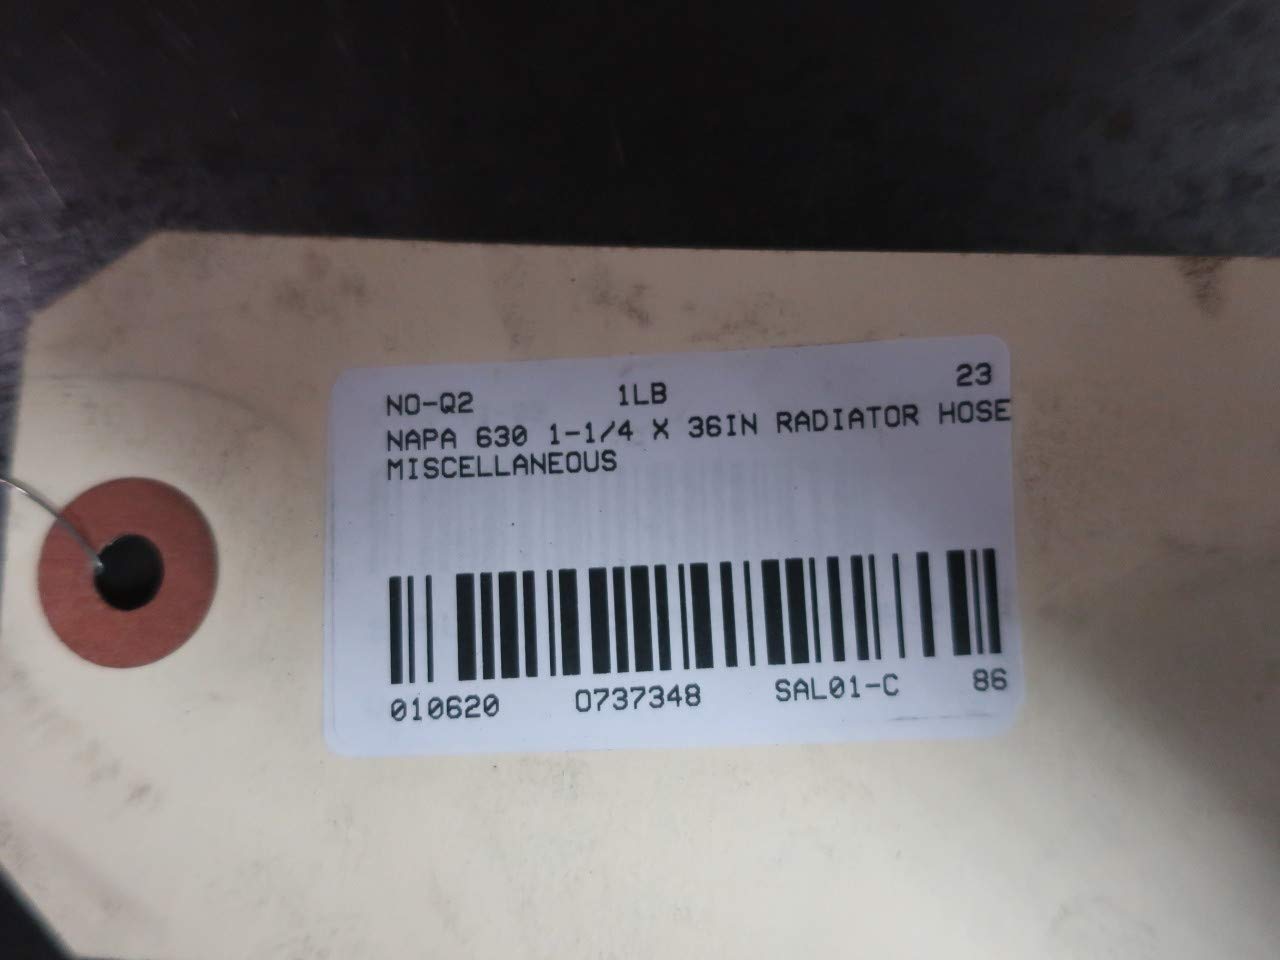 NO-Q2 1LB 23
NAPA 630 1-1/4 X 36IN RADIATOR HOSE
MISCELLANEOUS
010620 0737348 SAL01-C 86